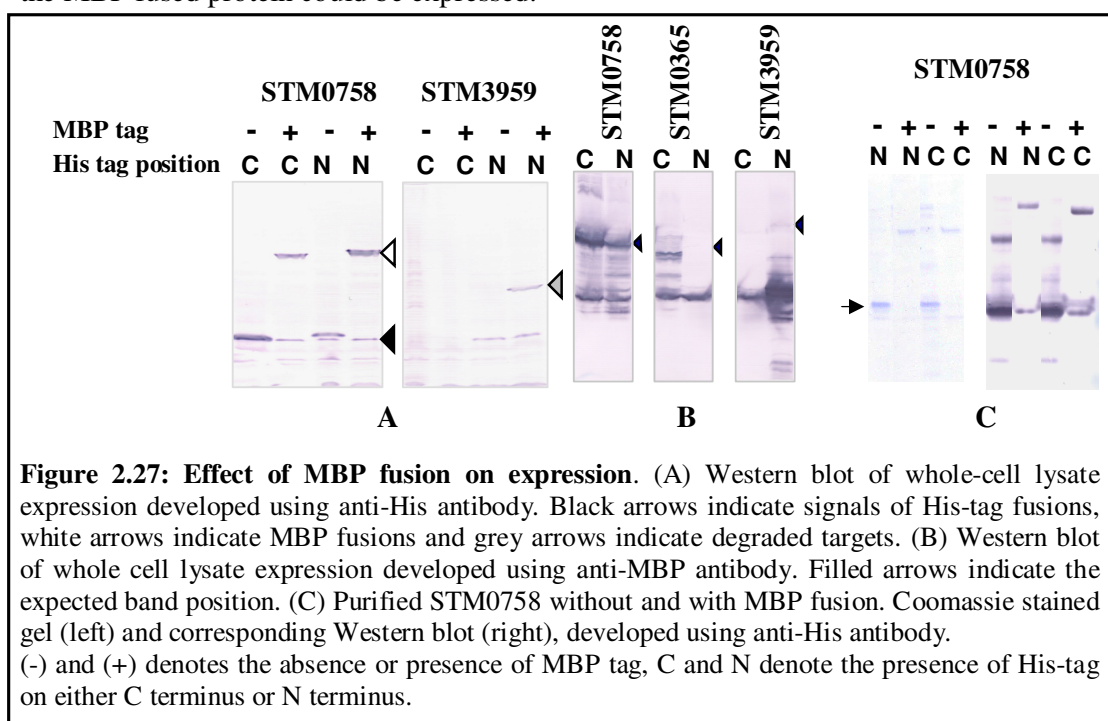 the MBP fused protein could be expressed.
STM0758 STM3959 STM0758 STM0365 STM3959 STM0758
MBP tag - + - + - + - + - + - + - + - +
His tag position C C N N C C N N C N C N C N N N C C N N C C
A B C
Figure 2.27: Effect of MBP fusion on expression. (A) Western blot of whole-cell lysate
expression developed using anti-His antibody. Black arrows indicate signals of His-tag fusions,
white arrows indicate MBP fusions and grey arrows indicate degraded targets. (B) Western blot
of whole cell lysate expression developed using anti-MBP antibody. Filled arrows indicate the
expected band position. (C) Purified STM0758 without and with MBP fusion. Coomassie stained
gel (left) and corresponding Western blot (right), developed using anti-His antibody.
(-) and (+) denotes the absence or presence of MBP tag, C and N denote the presence of His-tag
on either C terminus or N terminus.